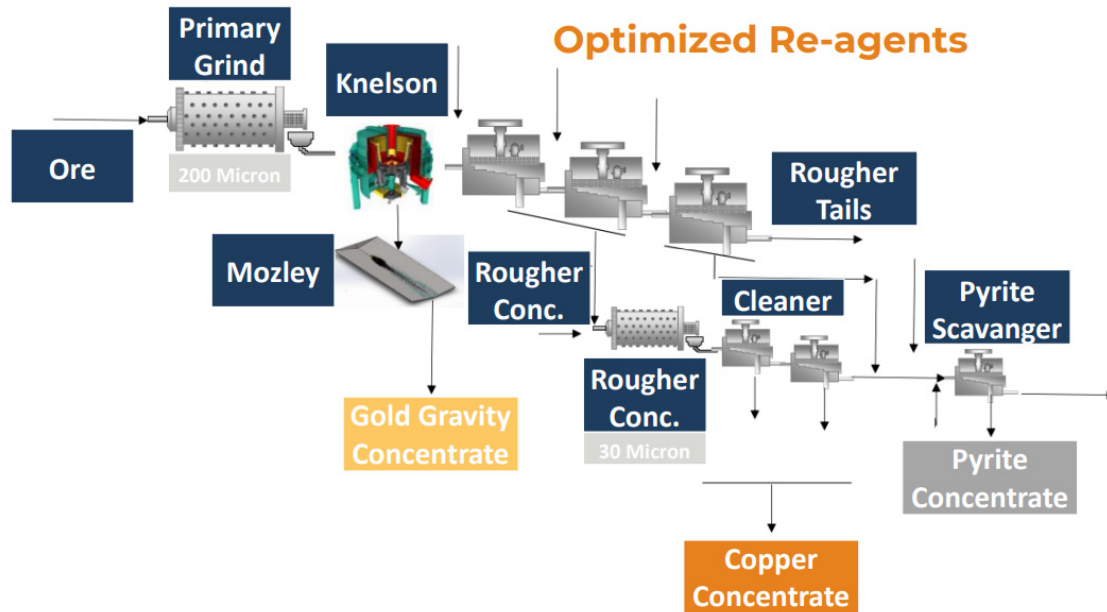 Optimized Re-agents
Primary
Grind
Knelson
Ore
200 Micron
Rougher
Tails
Mozley
Rougher
Conc.
Cleaner
Pyrite
Scavanger
Rougher
Conc.
30 Micron
Gold Gravity
Concentrate
Pyrite
Concentrate
Copper
Concentrate